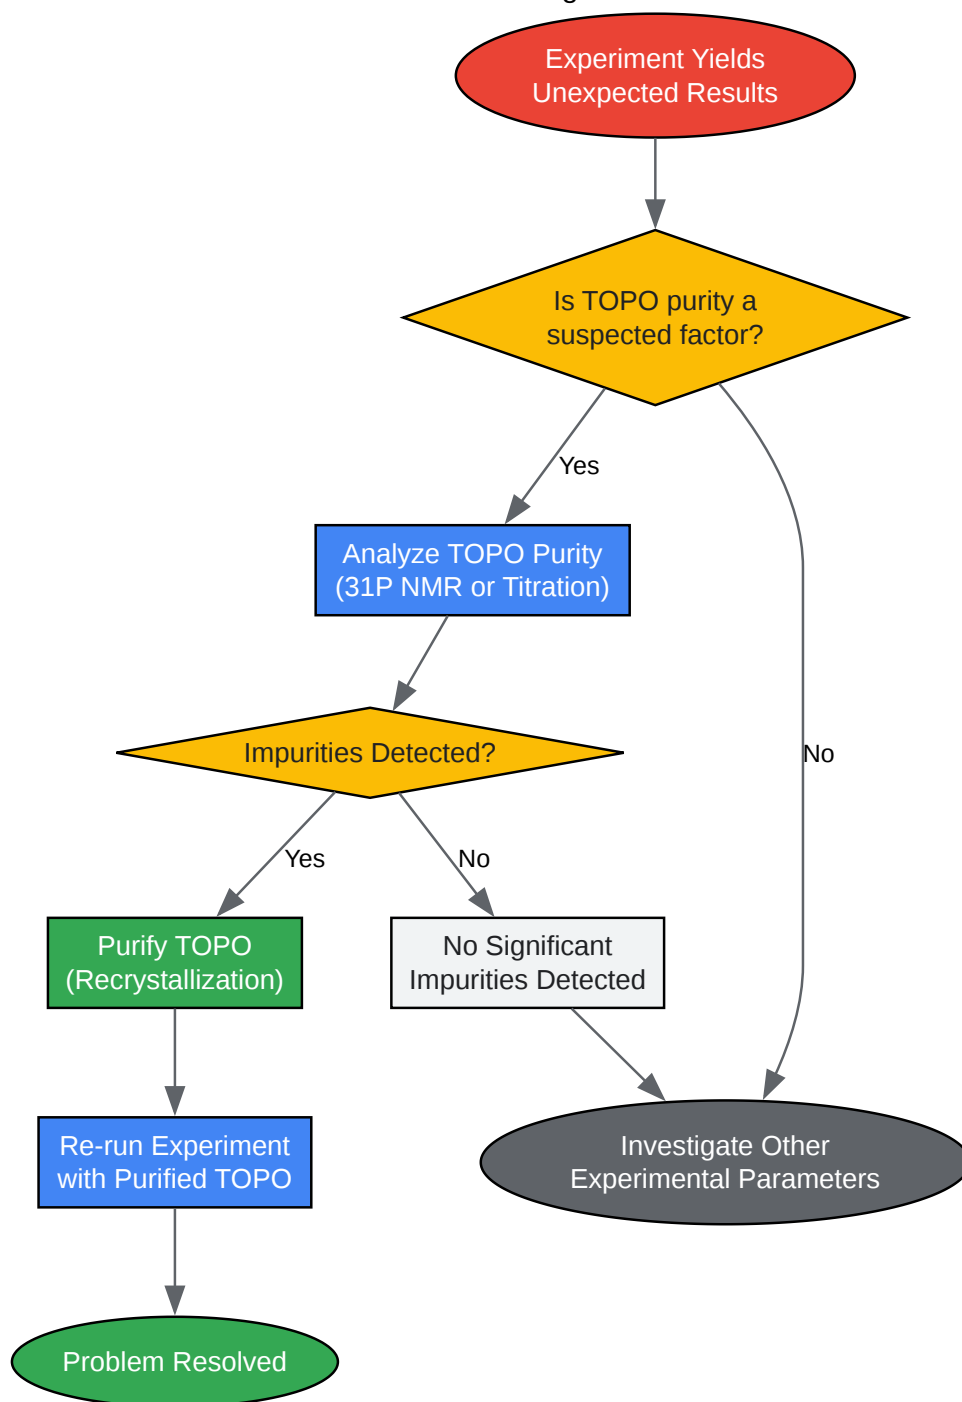 Experiment Yields
Unexpected Results
Is TOPO purity a
suspected factor?
Yes
Analyze TOPO Purity
(31P NMR or Titration)
Impurities Detected?
No
Yes
No
Purify TOPO
(Recrystallization)
No Significant
Impurities Detected
Re-run Experiment
with Purified TOPO
Investigate Other
Experimental Parameters
Problem Resolved